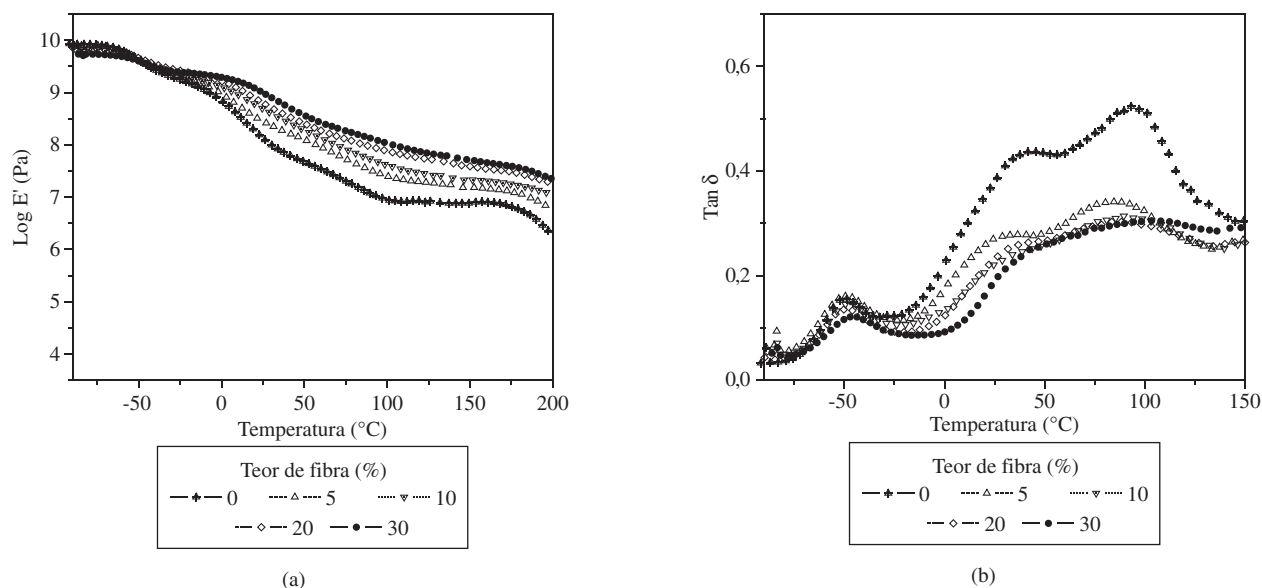 10
9
8
7
6
5
4
Log E' (Pa)
-50 0 50 100 150 200
Temperatura (°C)
Teor de fibra (%)
0 5 10
20 30
(a)
0,6
0,4
0,2
0,0
Tan δ
-50 0 50 100 150
Temperatura (°C)
Teor de fibra (%)
0 5 10
20 30
(b)